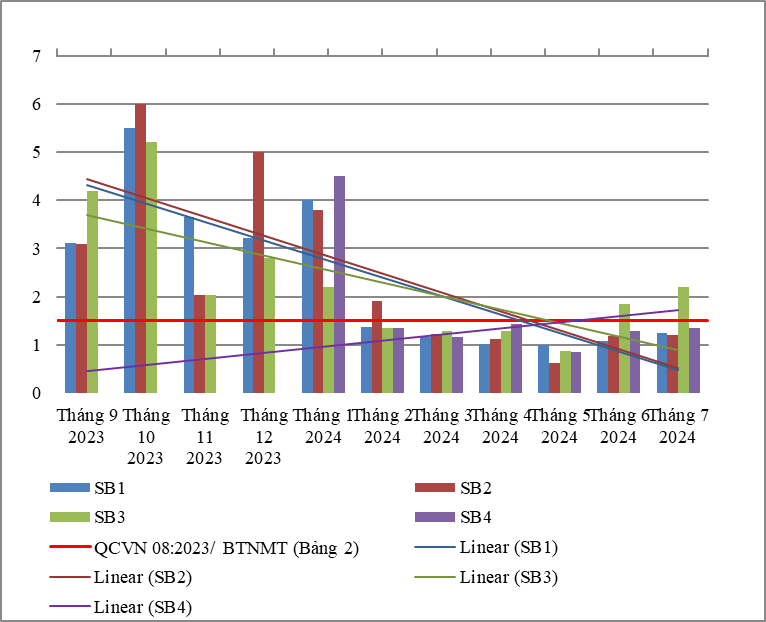 7
6
5
4
3
2
1
0
Tháng 9 Tháng Tháng Tháng Tháng 1 Tháng 2 Tháng 3 Tháng 4 Tháng 5 Tháng 6 Tháng 7
2023 10 11 12 2024 2024 2024 2024 2024 2024 2024
2023 2023 2023
SB1 SB2
SB3 SB4
QCVN 08:2023/ BTNMT (Bảng 2) Linear (SB1)
Linear (SB2) Linear (SB3)
Linear (SB4)